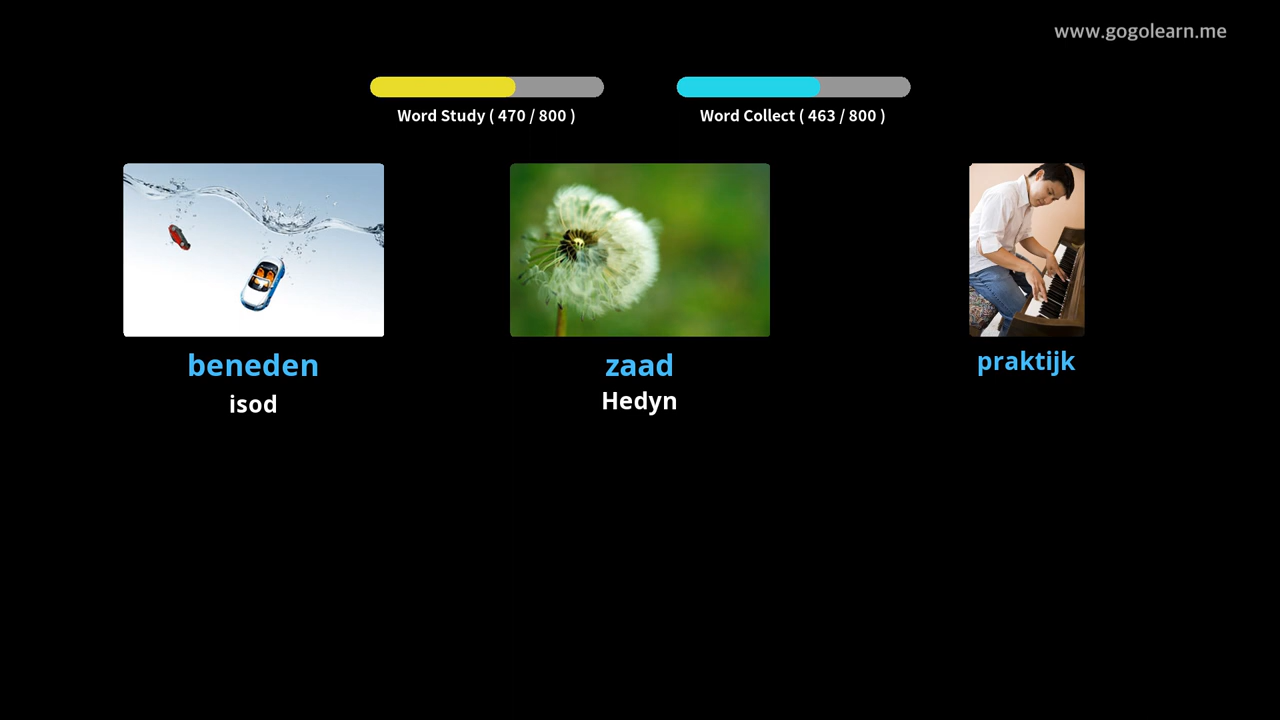 www.gogolearn.me
Word Study ( 470 / 800 )
Word Collect ( 463 / 800 )
beneden
isod
zaad
Hedyn
praktijk